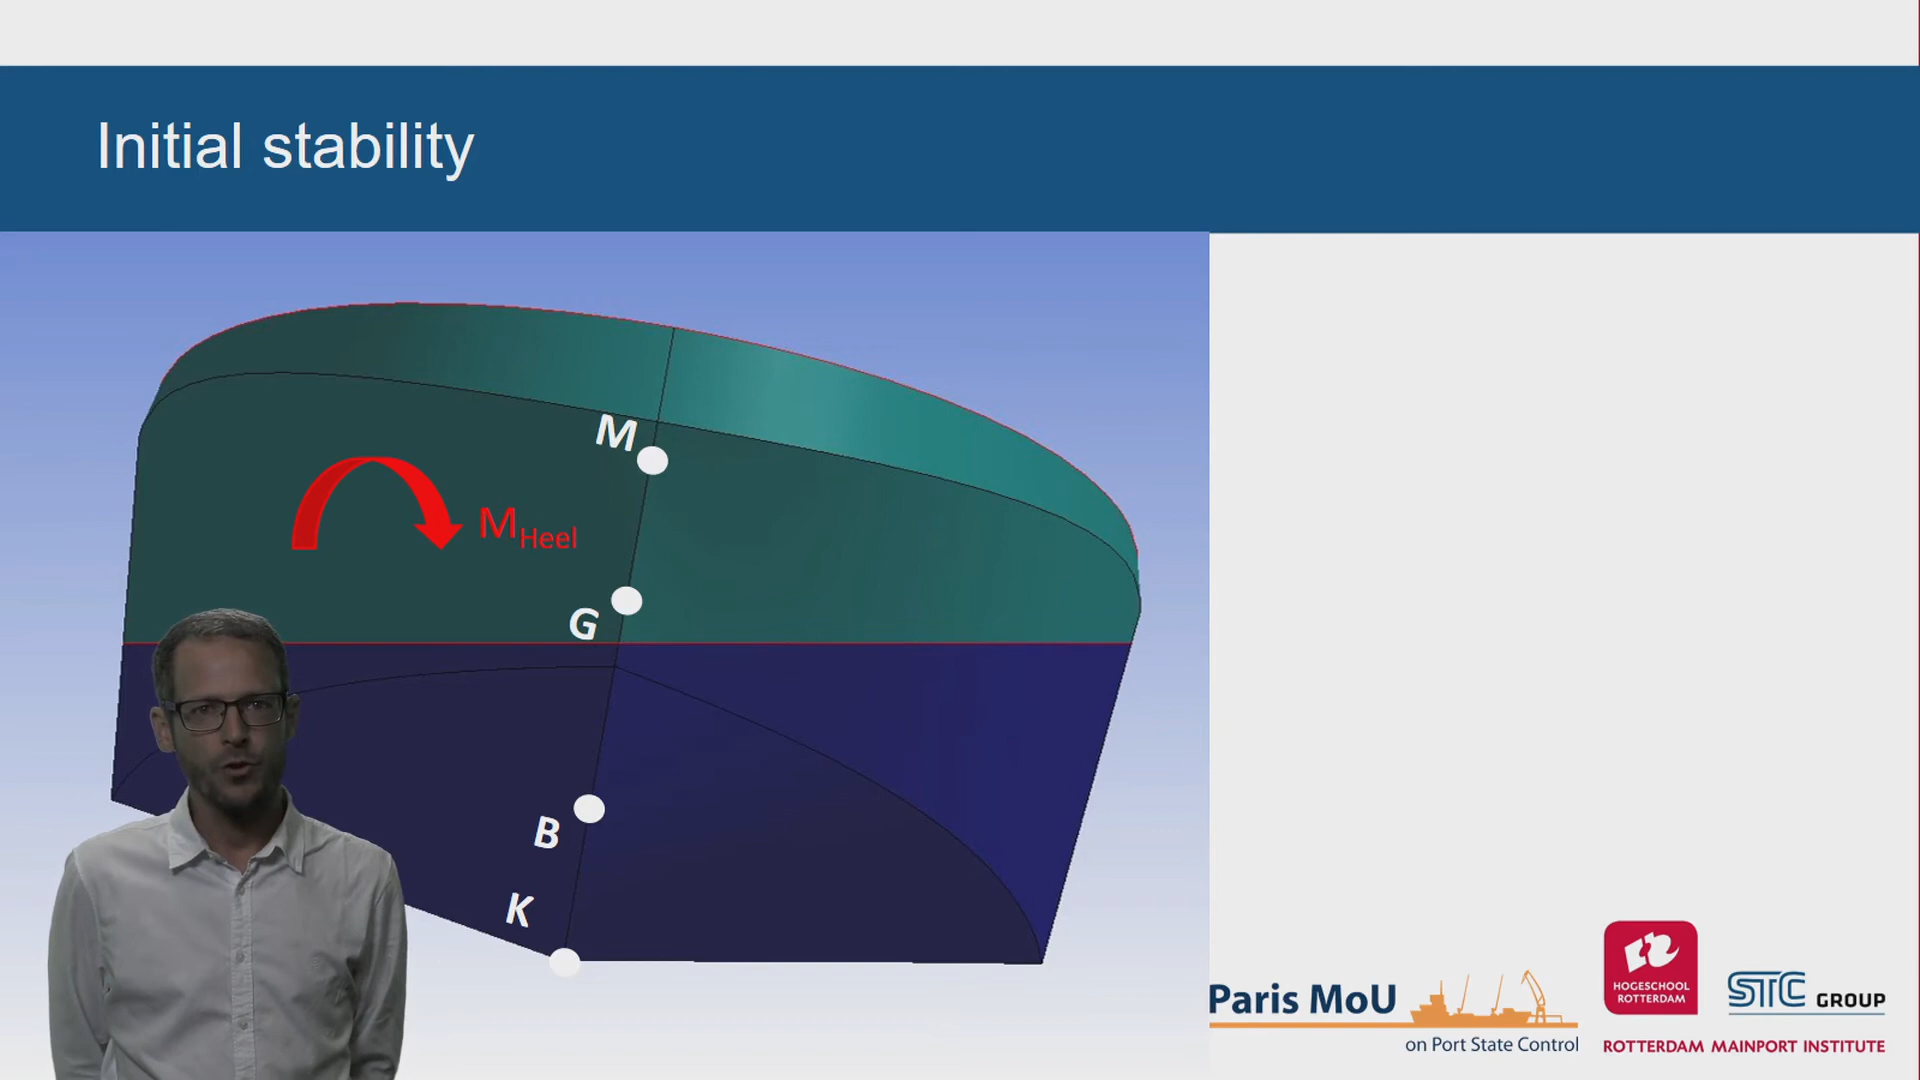 Initial stability
M
MHeel
G
B
K
Paris MoU
on Port State Control
HOGESCHOOL
ROTTERDAM
STC GROUP
ROTTERDAM MAINPORT INSTITUTE